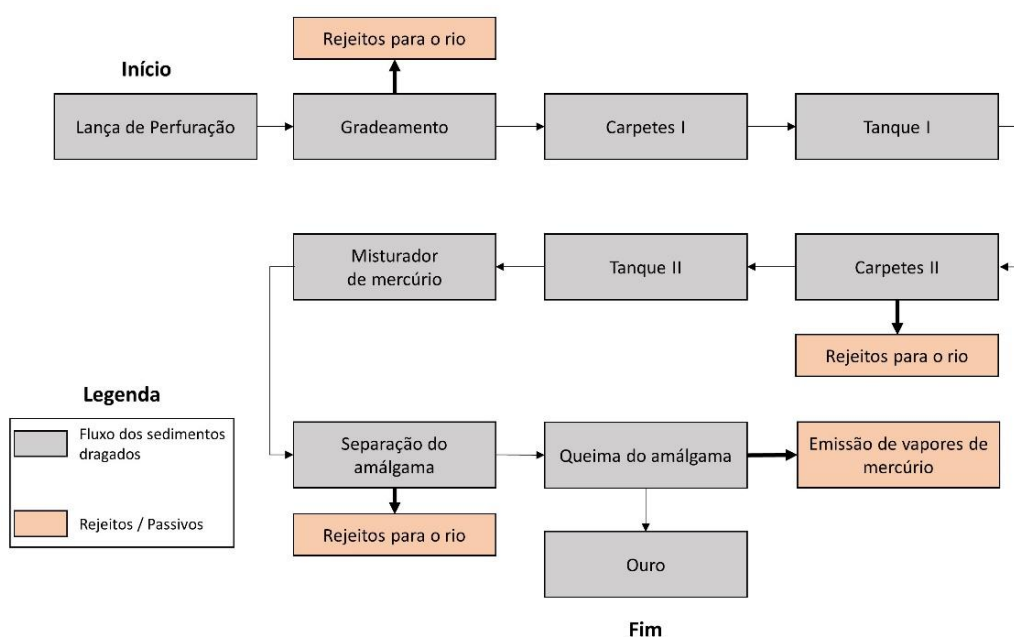 Rejeitos para o rio
Início
Lança de Perfuração
Gradeamento
Carpetes I
Tanque I
Misturador
de mercúrio
Tanque II
Carpetes II
Rejeitos para o rio
Legenda
Fluxo dos sedimentos
dragados
Rejeitos / Passivos
Separação do
amálgama
Queima do amálgama
Emissão de vapores de
mercúrio
Rejeitos para o rio
Ouro
Fim